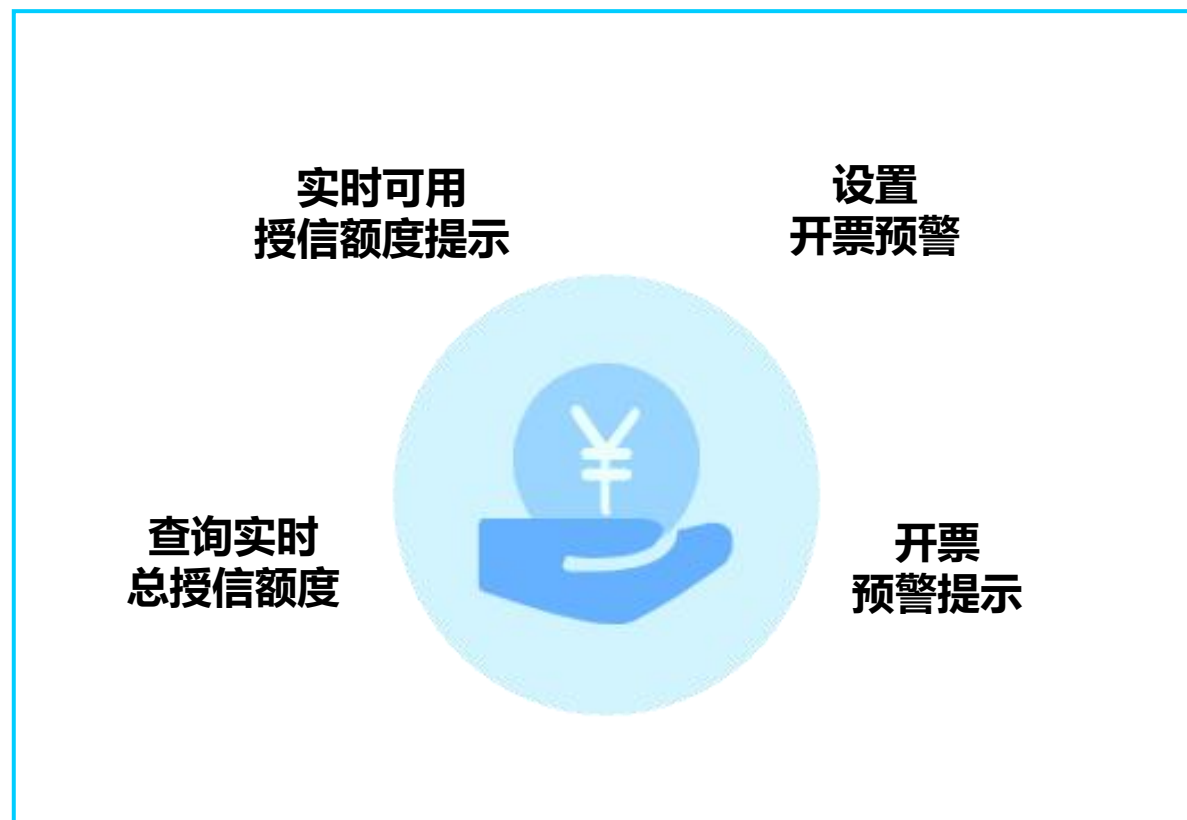 实时可用
授信额度提示
设置
开票预警
¥
查询实时
总授信额度
开票
预警提示